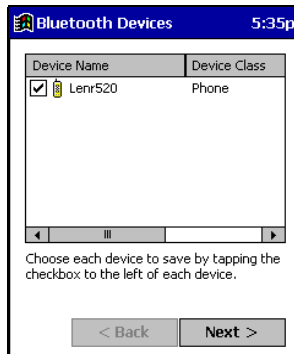 Bluetooth Devices 5:35p
Device Name Device Class
Lenr520 Phone
Choose each device to save by tapping the
checkbox to the left of each device.
< Back Next >